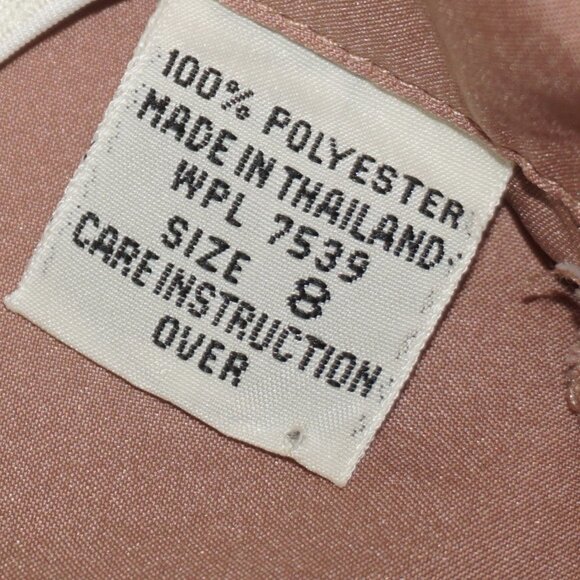 100% POLYESTER
MADE IN THAILAND
WPL 7539
SIZE 8
CARE INSTRUCTION
OVER